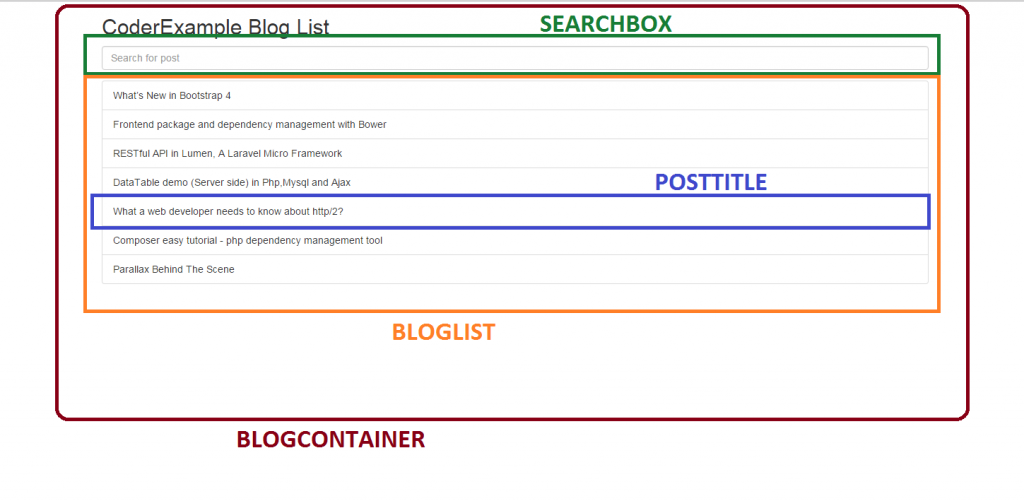 CoderExample Blog List
SEARCHBOX
Search for post
What's New in Bootstrap 4
Frontend package and dependency management with Bower
RESTful API in Lumen, A Laravel Micro Framework
DataTable demo (Server side) in Php,Mysql and Ajax
POSTTITLE
What a web developer needs to know about http/2?
Composer easy tutorial - php dependency management tool
Parallax Behind The Scene
BLOGLIST
BLOGCONTAINER